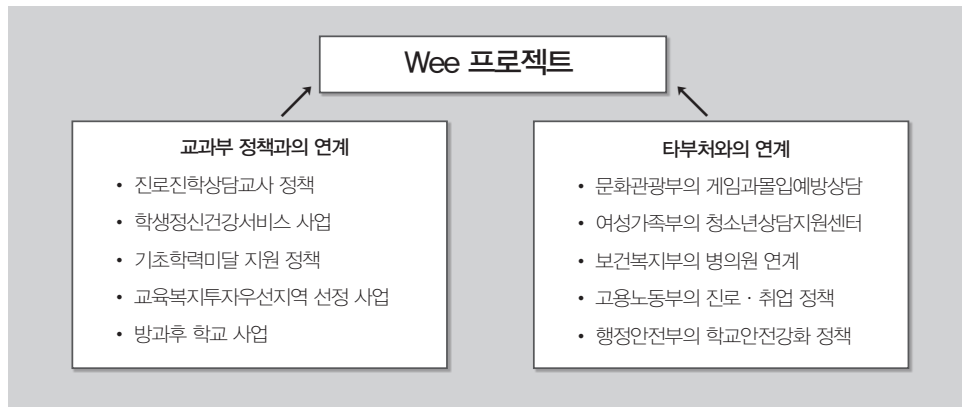 Wee 프로젝트
교과부 정책과의 연계
• 진로진학상담교사 정책
• 학생정신건강서비스 사업
• 기초학력미달 지원 정책
• 교육복지투자우선지역 선정 사업
• 방과후 학교 사업
타부처와의 연계
• 문화관광부의 게임과몰입예방상담
• 여성가족부의 청소년상담지원센터
• 보건복지부의 병의원 연계
• 고용노동부의 진로 · 취업 정책
• 행정안전부의 학교안전강화 정책